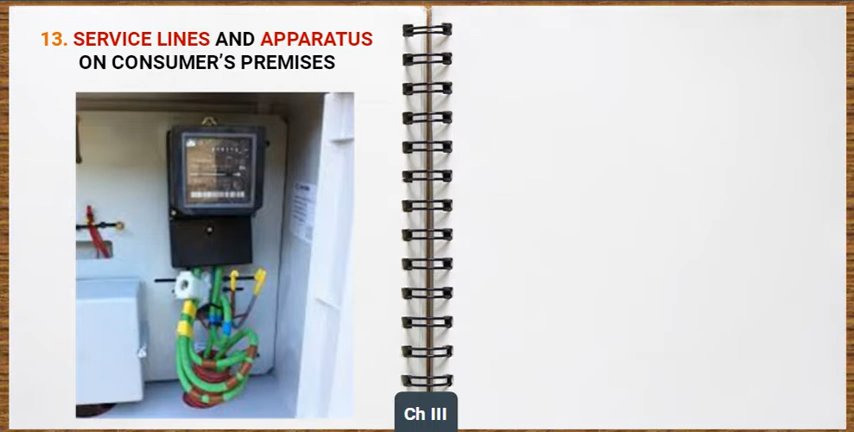 13. SERVICE LINES AND APPARATUS
ON CONSUMER’S PREMISES
Ch III